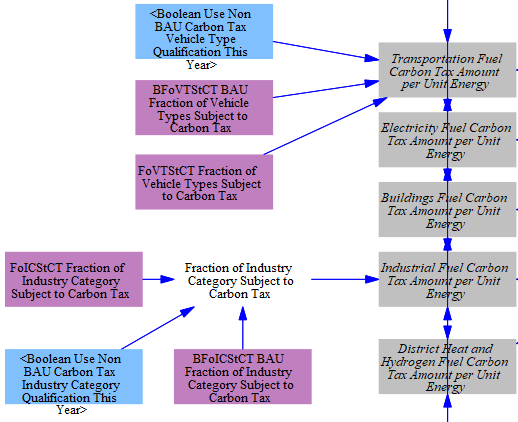 <Boolean Use Non
BAU Carbon Tax
Vehicle Type
Qualification This
Year>
Transportation Fuel
Carbon Tax Amount
per Unit Energy
BFoVTStCT BAU
Fraction of Vehicle
Types Subject to
Carbon Tax
Electricity Fuel Carbon
Tax Amount per Unit
Energy
FoVTStCT Fraction of
Vehicle Types Subject
to Carbon Tax
Buildings Fuel Carbon
Tax Amount per Unit
Energy
FoICStCT Fraction of
Industry Category
Subject to Carbon Tax
Fraction of Industry
Category Subject to
Carbon Tax
Industrial Fuel Carbon
Tax Amount per Unit
Energy
<Boolean Use Non
BAU Carbon Tax
Industry Category
Qualification This
Year>
BFoICStCT BAU
Fraction of Industry
Category Subject to
Carbon Tax
District Heat and
Hydrogen Fuel Carbon
Tax Amount per Unit
Energy